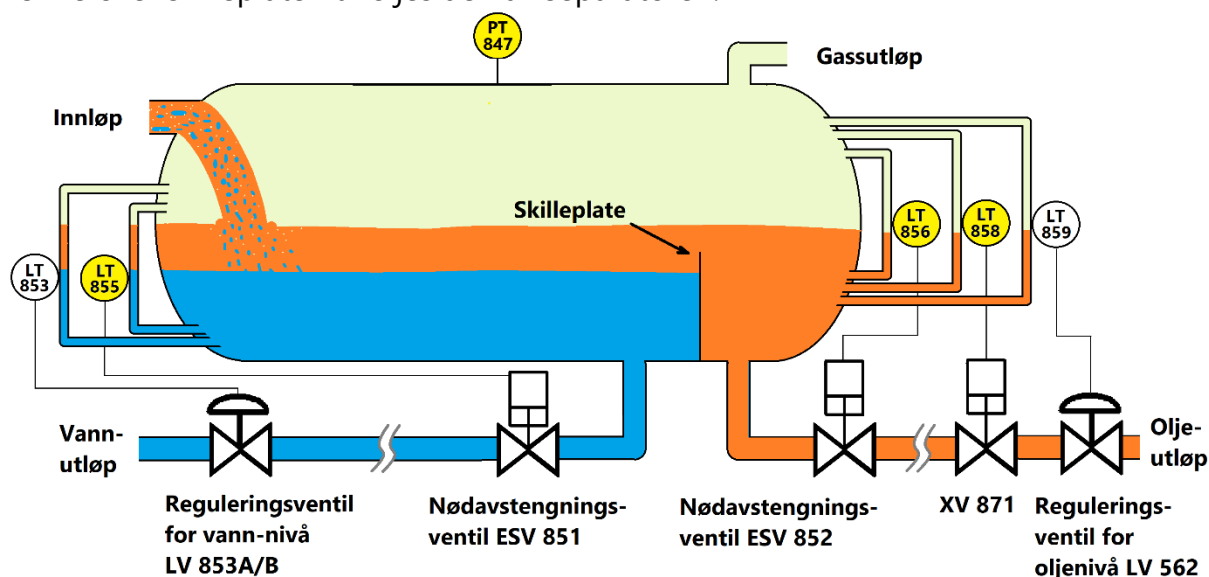 PT
847
Gassutløp
Innløp
Skilleplate
LT
856
LT
858
LT
859
LT
853
LT
855
Vann-
utløp
Olje-
utløp
Reguleringsventil
for vann-nivå
LV 853A/B
Nødavstengnings-
ventil ESV 851
Nødavstengnings-
ventil ESV 852
XV 871
Regulerings-
ventil for
oljenivå LV 562